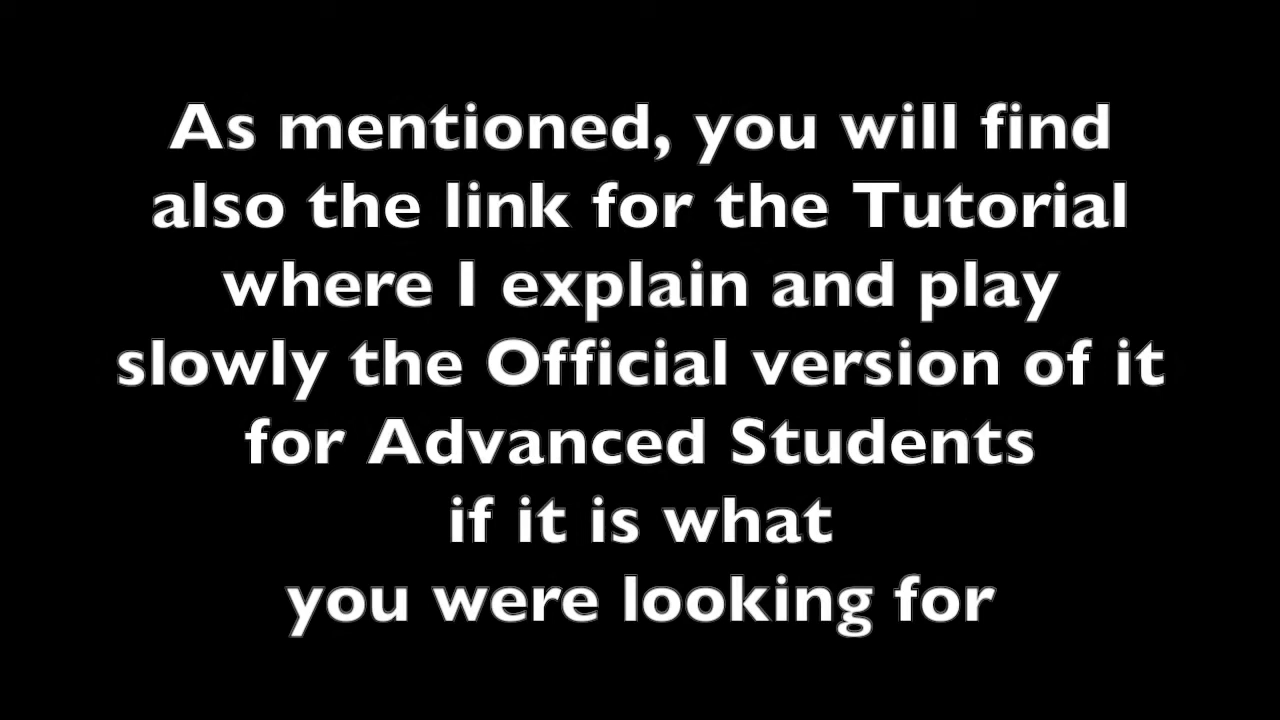 As mentioned, you will find
also the link for the Tutorial
where I explain and play
slowly the Official version of it
for Advanced Students
if it is what
you were looking for